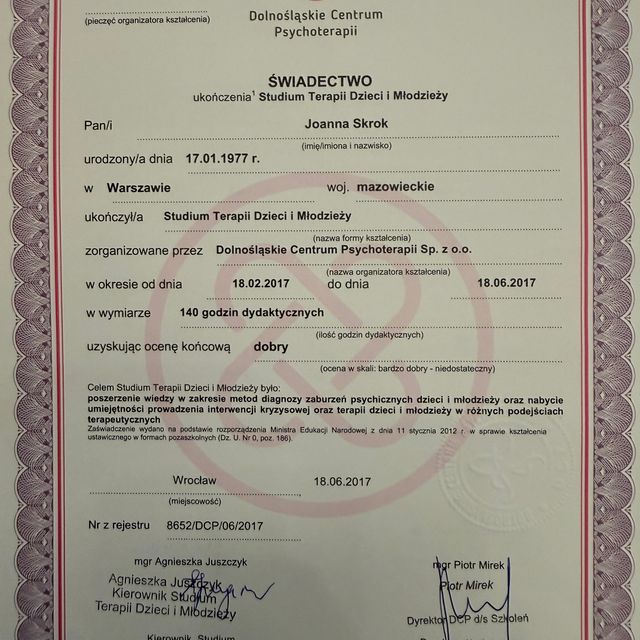 (pieczęć organizatora kształcenia)
Dolnośląskie Centrum
Psychoterapii
ŚWIADECTWO
ukończenia¹ Studium Terapii Dzieci i Młodzieży
Pan/i Joanna Skrok
(imię/imiona i nazwisko)
urodzony/a dnia 17.01.1977 r.
w Warszawie woj. mazowieckie
ukończył/a Studium Terapii Dzieci i Młodzieży
(nazwa formy kształcenia)
zorganizowane przez Dolnośląskie Centrum Psychoterapii Sp. z o.o.
(nazwa organizatora kształcenia)
w okresie od dnia 18.02.2017 do dnia 18.06.2017
w wymiarze 140 godzin dydaktycznych
(ilość godzin dydaktycznych)
uzyskując ocenę końcową dobry
(ocena w skali: bardzo dobry - niedostateczny)
Celem Studium Terapii Dzieci i Młodzieży było:
poszerzenie wiedzy w zakresie metod diagnozy zaburzeń psychicznych dzieci i młodzieży oraz nabycie
umiejętności prowadzenia interwencji kryzysowej oraz terapii dzieci i młodzieży w różnych podejściach
terapeutycznych
Zaświadczenie wydano na podstawie rozporządzenia Ministra Edukacji Narodowej z dnia 11 stycznia 2012 r. w sprawie kształcenia
ustawicznego w formach pozaszkolnych (Dz. U. Nr 0, poz. 186).
Wrocław 18.06.2017
(miejscowość)
Nr z rejestru 8652/DCP/06/2017
mgr Agnieszka Juszczyk mgr Piotr Mirek
Agnieszka Juszczyk Piotr Mirek
Kierownik Studium
Terapii Dzieci i Młodzieży Dyrektor DCP d/s Szkoleń
Kierownik Studium